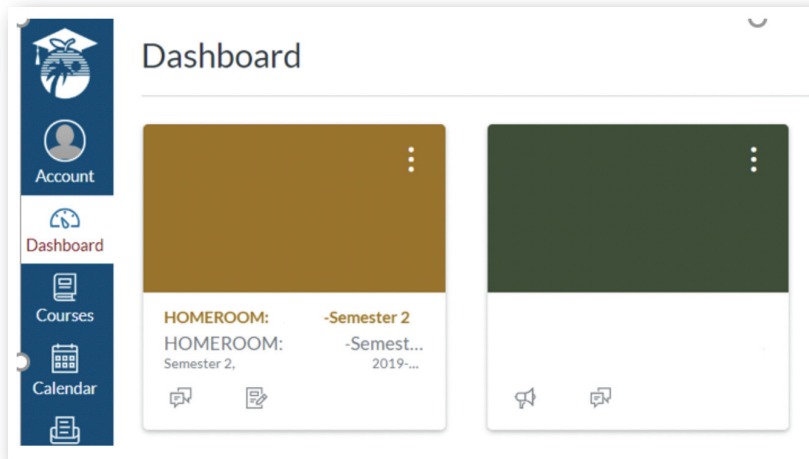 Dashboard
Account
Dashboard
Courses
Calendar
HOMEROOM: -Semester 2
HOMEROOM: -Semest...
Semester 2, 2019-...